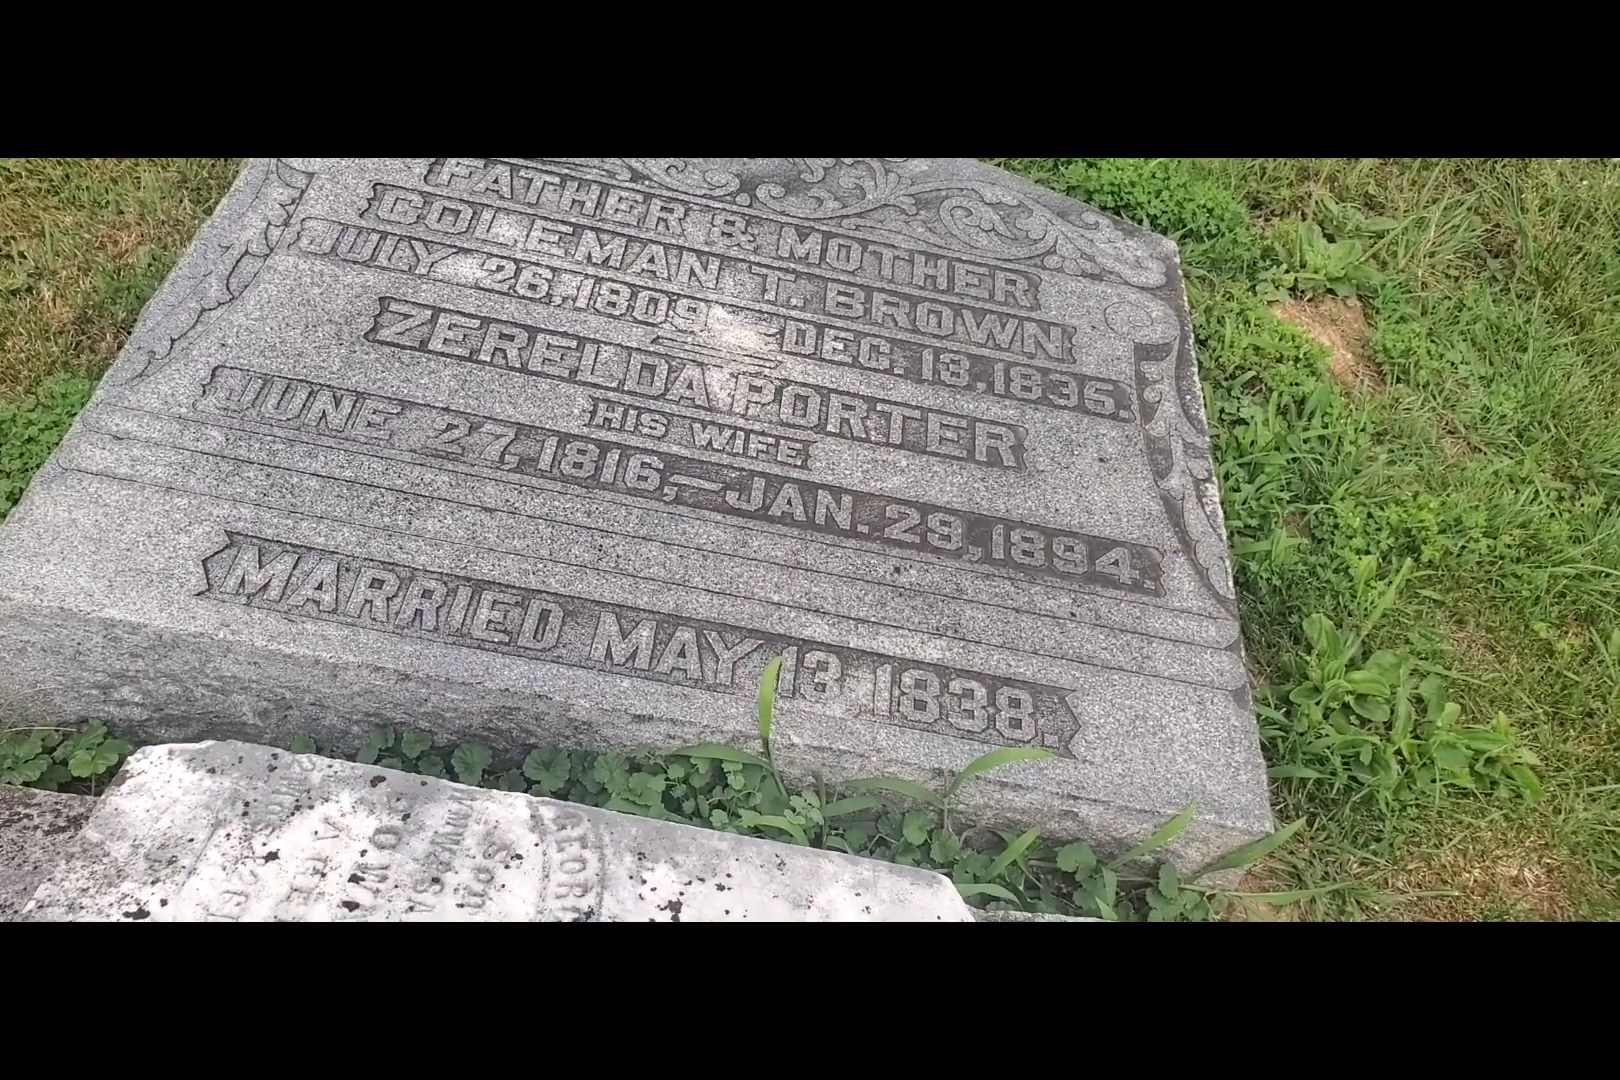 FATHER & MOTHER
COLEMAN T. BROWN
JULY 26, 1809,—DEC. 13, 1895.
ZERELDA PORTER
HIS WIFE
JUNE 27, 1816,—JAN. 29, 1894.
MARRIED MAY 13 1838.